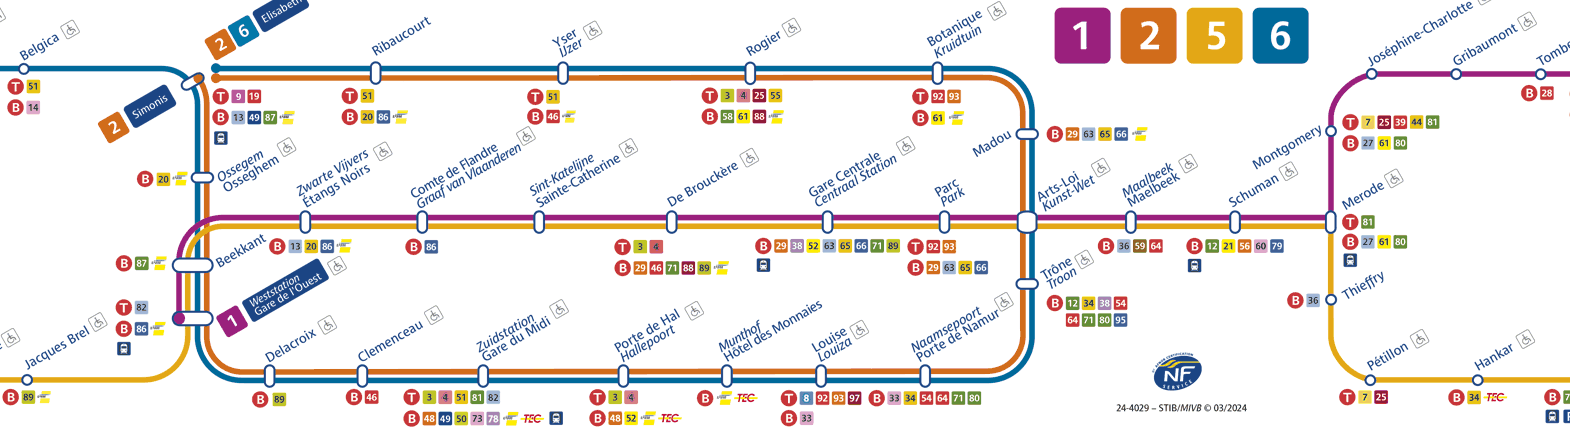 Belgica
T 51
B 14
2 Simonis
2 6 Elisabeth
T 9 19
B 13 49 87
Ribaucourt
T 51
B 20 86
Yser
IJzer
T 51
B 46
Rogier
T 3 4 25 55
B 58 61 88
Botanique
Kruidtuin
T 92 93
B 61
1 2 5 6
Joséphine-Charlotte
Gribaumont
Tombe
B 28
Montgomery
T 7 25 39 44 81
B 27 61 80
Madou
B 29 63 65 66
Ossegem
Osseghem
B 20
Zwarte Vijvers
Étangs Noirs
B 13 20 86
Comte de Flandre
Graaf van Vlaanderen
B 86
Sint-Katelijne
Sainte-Catherine
De Brouckère
T 3 4
B 29 46 71 88 89
Gare Centrale
Centraal Station
B 29 38 52 63 65 66 71 89
Parc
Park
T 92 93
B 29 63 65 66
Arts-Loi
Kunst-Wet
Maalbeek
Maelbeek
B 36 59 64
Schuman
B 12 21 56 60 79
Merode
T 81
B 27 61 80
Beekkant
B 87
1 Weststation
Gare de l'Ouest
T 82
B 86
Jacques Brel
B 89
Delacroix
B 89
Clemenceau
B 46
Zuidstation
Gare du Midi
T 3 4 51 81 82
B 48 49 50 73 78 TEC
Porte de Hal
Hallepoort
T 3 4
B 48 52 TEC
Munthof
Hôtel des Monnaies
B TEC
Louise
Louiza
T 8 92 93 97
B 33
Naamsepoort
Porte de Namur
B 33 34 54 64 71 80
Trône
Troon
B 12 34 38 54
64 71 80 95
Thieffry
B 36
Pétillon
T 7 25
Hankar
B 34 TEC
B 7
NF
SERVICE
24-4029 – STIB/MIVB © 03/2024